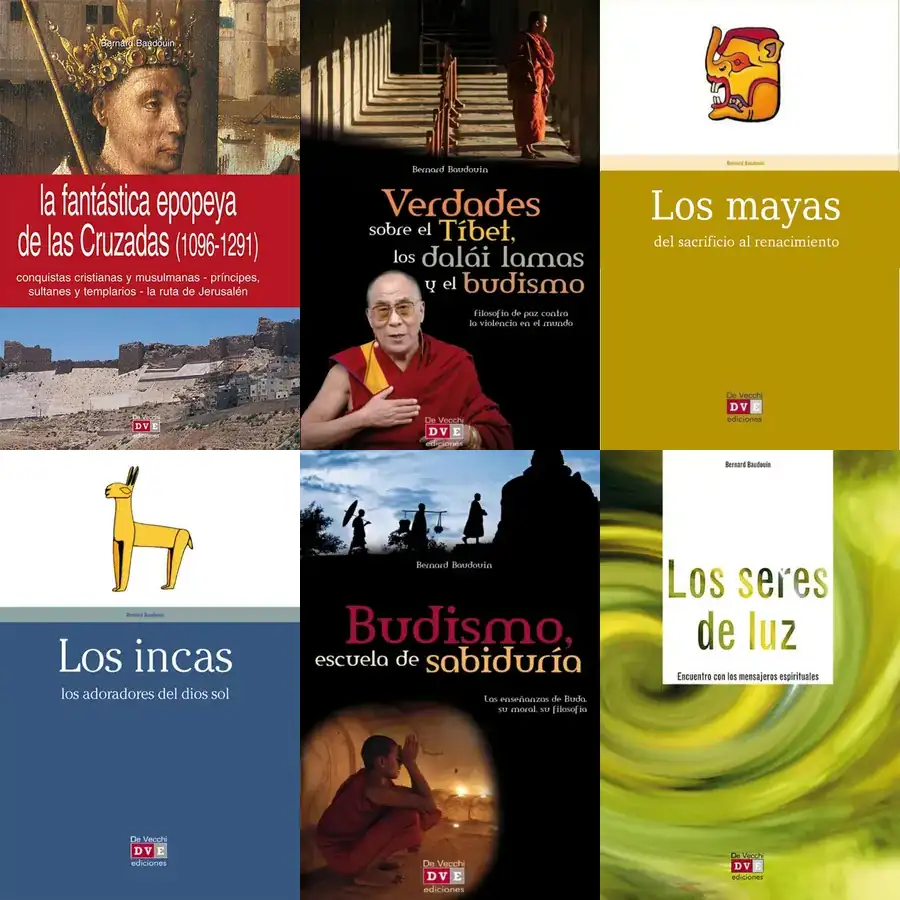 Bernard Baudouin
la fantástica epopeya
de las Cruzadas (1096-1291)
conquistas cristianas y musulmanas - príncipes,
sultanes y templarios - la ruta de Jerusalén
DVE
Bernard Baudouin
Verdades
sobre el Tíbet,
los dalái lamas
y el budismo
Filosofía de paz contra
la violencia en el mundo
De Vecchi
DVE
ediciones
Bernard Baudouin
Los mayas
del sacrificio al renacimiento
De Vecchi
DVE
ediciones
Bernard Baudouin
Los incas
los adoradores del dios sol
De Vecchi
DVE
ediciones
Bernard Baudouin
Budismo,
escuela de sabiduría
Las enseñanzas de Buda,
su moral, su filosofía
De Vecchi
DVE
ediciones
Bernard Baudouin
Los seres
de luz
Encuentro con los mensajeros espirituales
De Vecchi
DVE
ediciones